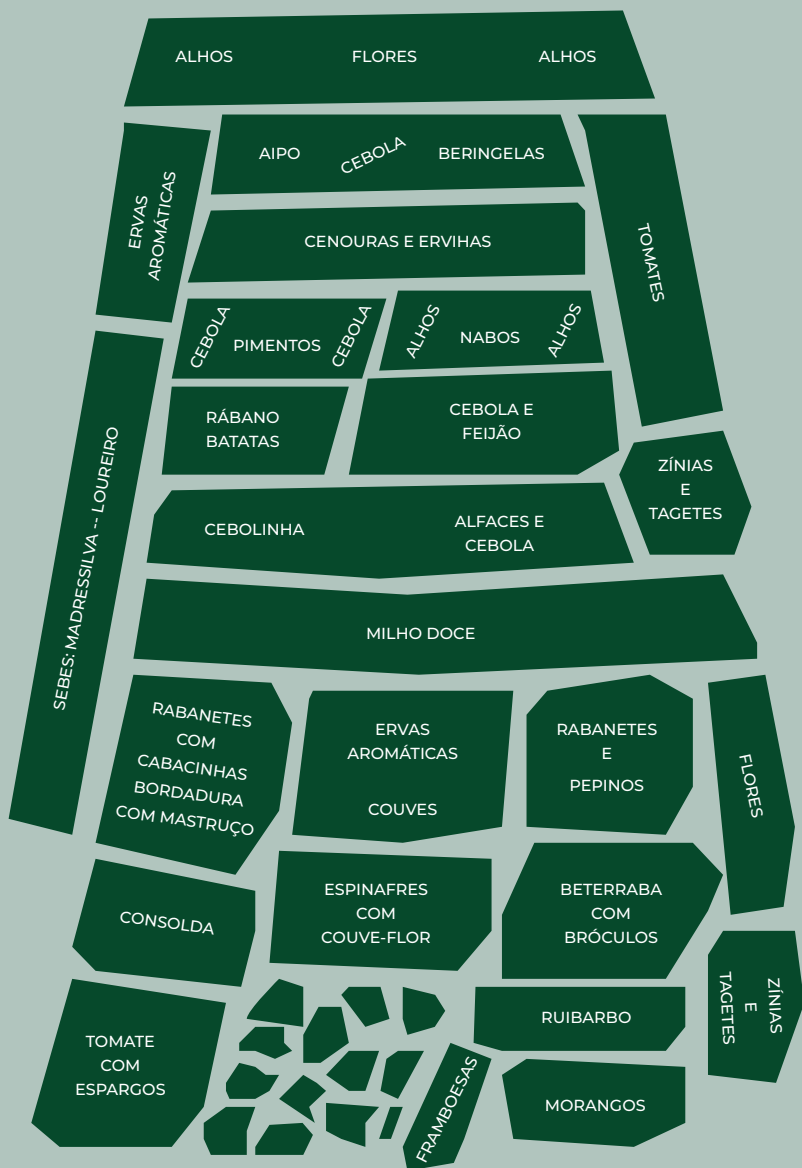 ALHOS FLORES ALHOS
ERVAS
AROMÁTICAS
AIPO CEBOLA BERINGELAS
TOMATES
CENOURAS E ERVIHAS
CEBOLA PIMENTOS CEBOLA
ALHOS NABOS ALHOS
RÁBANO
BATATAS
CEBOLA E
FEIJÃO
ZÍNIAS
E
TAGETES
SEBES: MADRESSILVA -- LOUREIRO
CEBOLINHA
ALFACES E
CEBOLA
MILHO DOCE
RABANETES
COM
CABACINHAS
BORDADURA
COM MASTRUÇO
ERVAS
AROMÁTICAS
COUVES
RABANETES
E
PEPINOS
FLORES
CONSOLDA
ESPINAFRES
COM
COUVE-FLOR
BETERRABA
COM
BRÓCULOS
ZÍNIAS
E
TAGETES
TOMATE
COM
ESPARGOS
FRAMBOESAS
RUIBARBO
MORANGOS